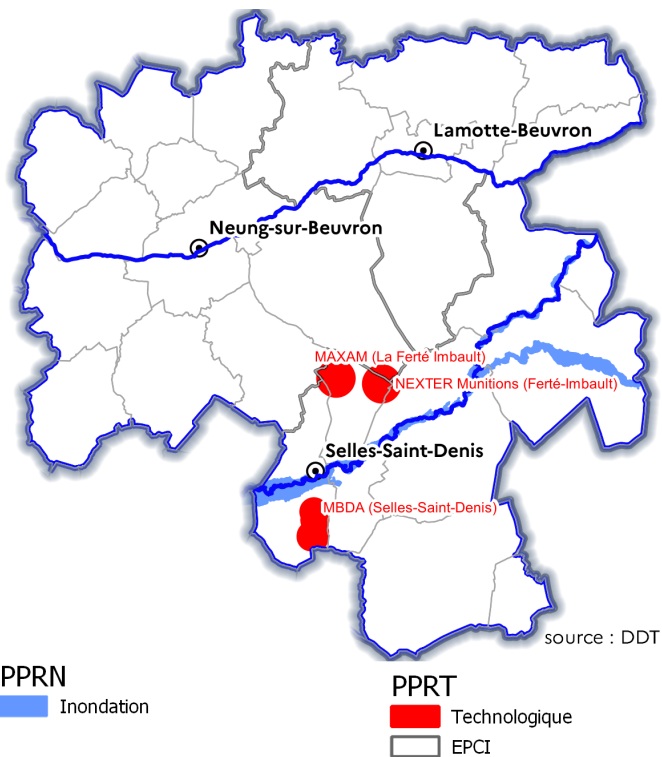 Lamotte-Beuvron
Neung-sur-Beuvron
MAXAM (La Ferté Imbault)
NEXTER Munitions (Ferté-Imbault)
Selles-Saint-Denis
MBDA (Selles-Saint-Denis)
source : DDT
PPRN
Inondation
PPRT
Technologique
EPCI